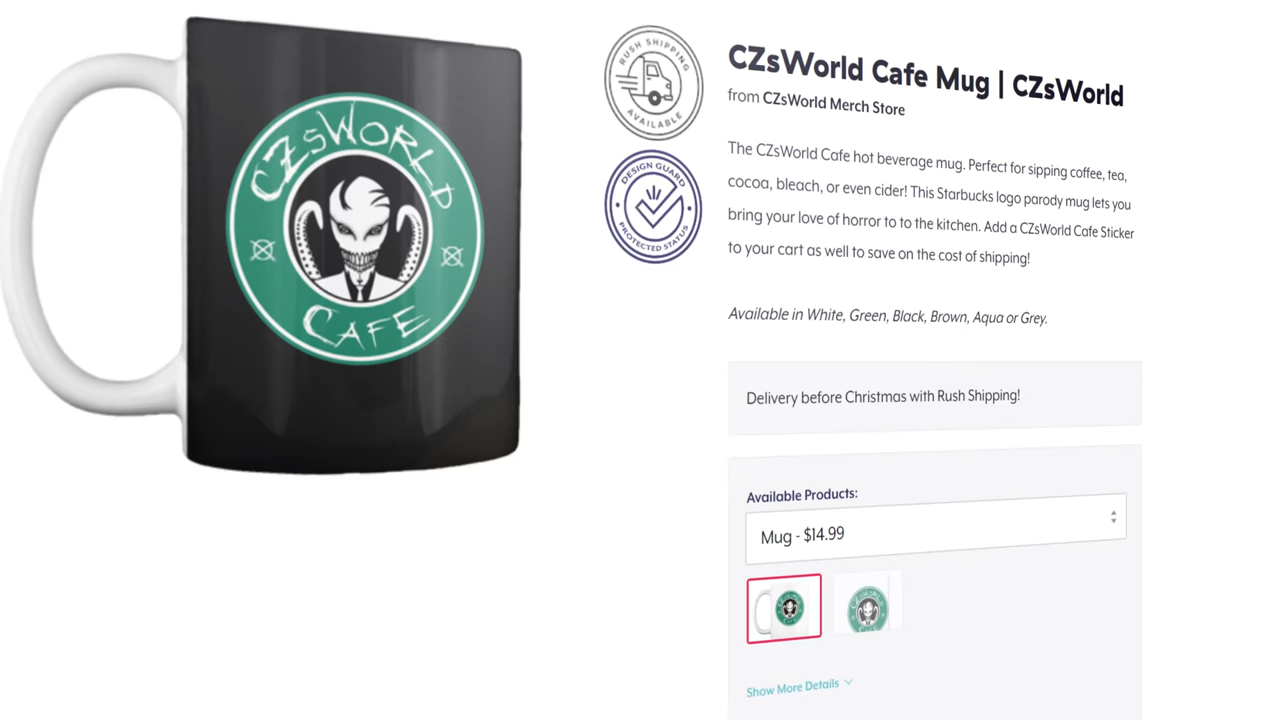 CZsWORLD
CAFE
RUSH SHIPPING
AVAILABLE
DESIGN GUARD
PROTECTED STATUS
CZsWorld Cafe Mug | CZsWorld
from CZsWorld Merch Store
The CZsWorld Cafe hot beverage mug. Perfect for sipping coffee, tea,
cocoa, bleach, or even cider! This Starbucks logo parody mug lets you
bring your love of horror to to the kitchen. Add a CZsWorld Cafe Sticker
to your cart as well to save on the cost of shipping!
Available in White, Green, Black, Brown, Aqua or Grey.
Delivery before Christmas with Rush Shipping!
Available Products:
Mug - $14.99
CZsWORLD
CAFE
Show More Details